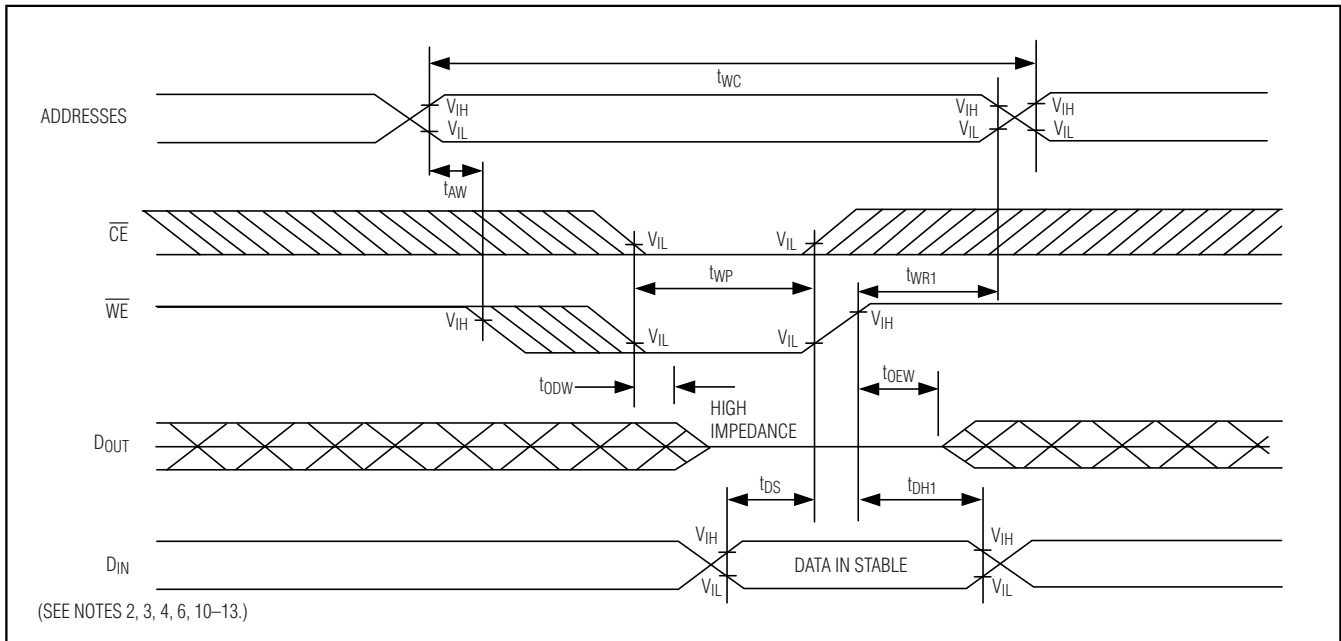 tWC
ADDRESSES
VIH
VIL
VIH
VIL
VIH
VIL
tAW
CE
VIL
VIL
tWP
tWR1
WE
VIH
VIL
VIL
VIH
tODW
tOEW
HIGH
IMPEDANCE
DOUT
tDS
tDH1
VIH
VIH
DIN
DATA IN STABLE
VIL
VIL
(SEE NOTES 2, 3, 4, 6, 10–13.)